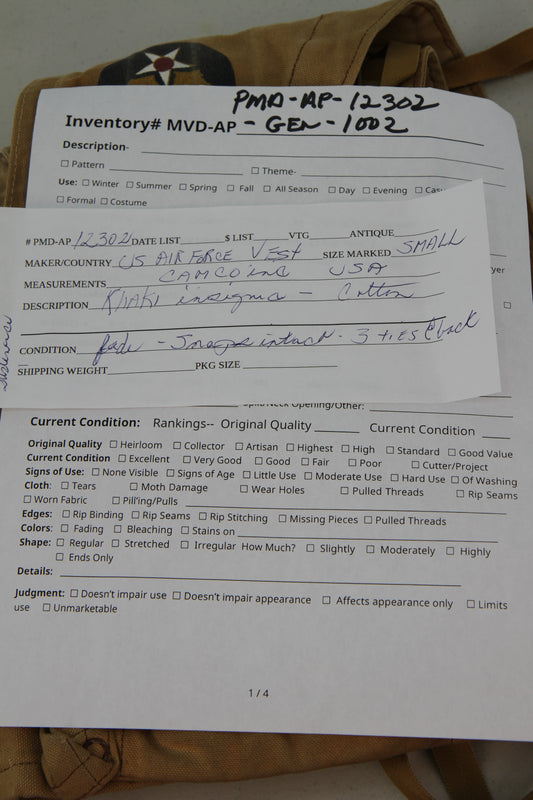 PMA-AP-12302
Inventory# MVD-AP - GEN-1002
Description-
☐ Pattern ☐ Theme-
Use: ☐ Winter ☐ Summer ☐ Spring ☐ Fall ☐ All Season ☐ Day ☐ Evening ☐ Casu
☐ Formal ☐ Costume
# PMD-AP 12302 DATE LIST $ LIST VTG ANTIQUE
MAKER/COUNTRY US AIR FORCE VEST SIZE MARKED SMALL
MEASUREMENTS CAMCO inc USA
yer
DESCRIPTION Khaki insignia - Cotton
CONDITION fade - Snaps intact - 3 TIES @ back
SHIPPING WEIGHT PKG SIZE
Opening/Other:
Current Condition: Rankings-- Original Quality Current Condition
Original Quality ☐ Heirloom ☐ Collector ☐ Artisan ☐ Highest ☐ High ☐ Standard ☐ Good Value
Current Condition ☐ Excellent ☐ Very Good ☐ Good ☐ Fair ☐ Poor ☐ Cutter/Project
Signs of Use: ☐ None Visible ☐ Signs of Age ☐ Little Use ☐ Moderate Use ☐ Hard Use ☐ Of Washing
Cloth: ☐ Tears ☐ Moth Damage ☐ Wear Holes ☐ Pulled Threads ☐ Rip Seams
☐ Worn Fabric ☐ Pill'ing/Pulls
Edges: ☐ Rip Binding ☐ Rip Seams ☐ Rip Stitching ☐ Missing Pieces ☐ Pulled Threads
Colors: ☐ Fading ☐ Bleaching ☐ Stains on
Shape: ☐ Regular ☐ Stretched ☐ Irregular How Much? ☐ Slightly ☐ Moderately ☐ Highly
☐ Ends Only
Details:
Judgment: ☐ Doesn't impair use ☐ Doesn't impair appearance ☐ Affects appearance only ☐ Limits
use ☐ Unmarketable
1 / 4